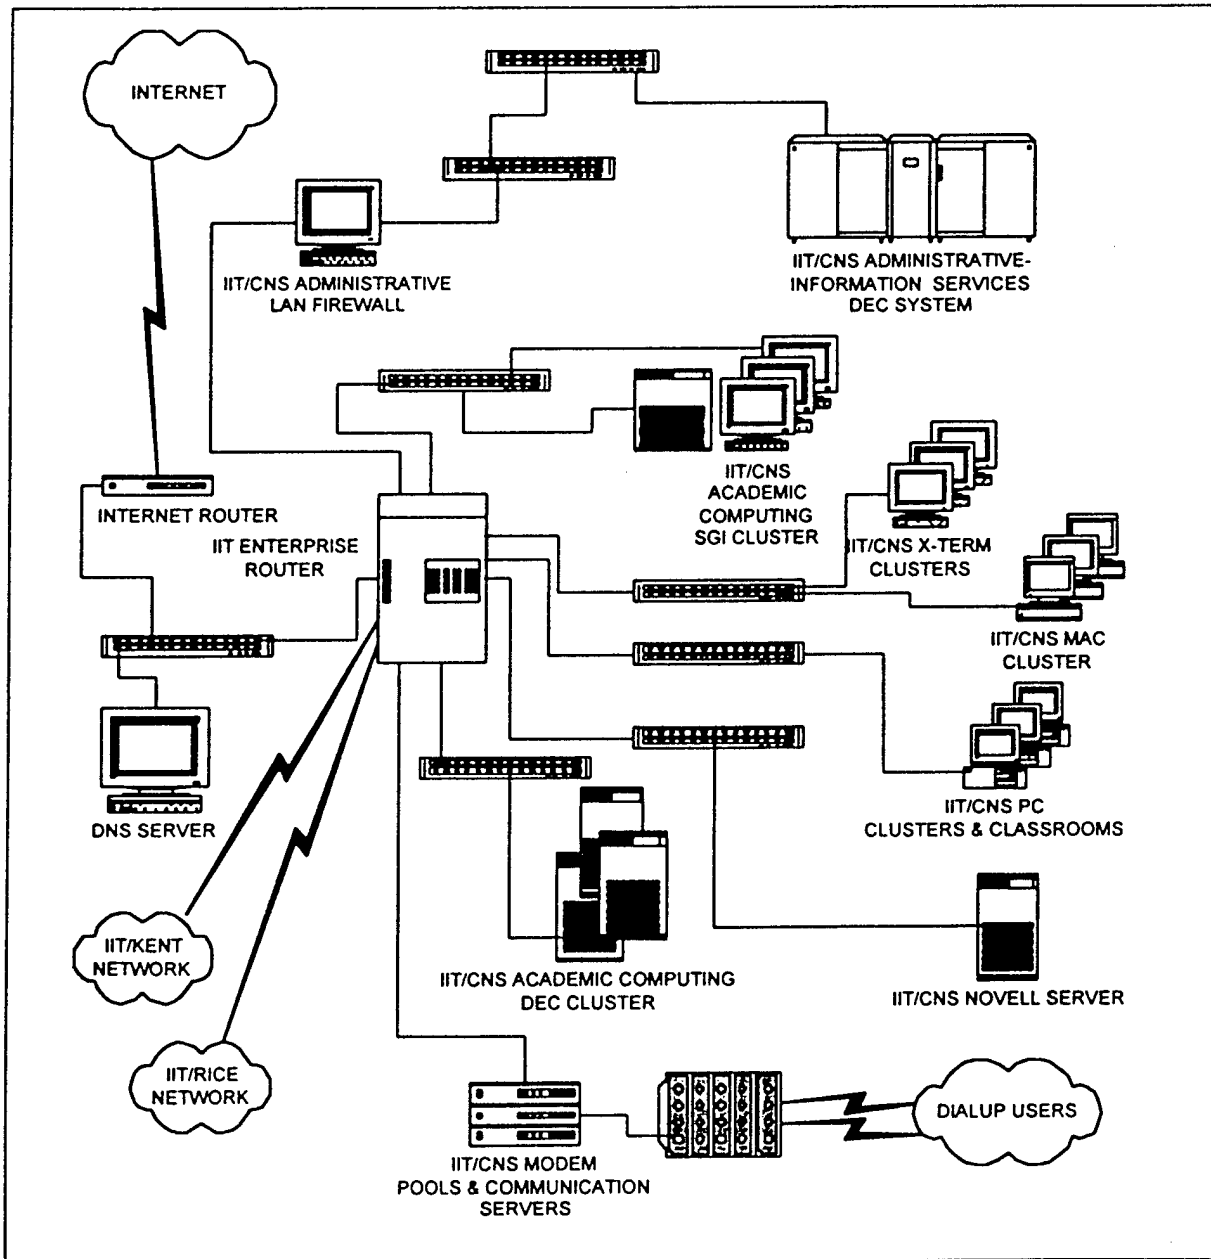 INTERNET
IIT/CNS ADMINISTRATIVE
LAN FIREWALL
IIT/CNS ADMINISTRATIVE-
INFORMATION SERVICES
DEC SYSTEM
IIT/CNS
ACADEMIC
COMPUTING
SGI CLUSTER
INTERNET ROUTER
IIT ENTERPRISE
ROUTER
IIT/CNS X-TERM
CLUSTERS
IIT/CNS MAC
CLUSTER
DNS SERVER
IIT/CNS PC
CLUSTERS & CLASSROOMS
IIT/KENT
NETWORK
IIT/CNS ACADEMIC COMPUTING
DEC CLUSTER
IIT/CNS NOVELL SERVER
IIT/RICE
NETWORK
DIALUP USERS
IIT/CNS MODEM
POOLS & COMMUNICATION
SERVERS